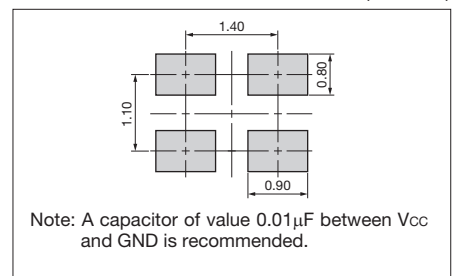 1.40
0.80
1.10
0.90
Note: A capacitor of value 0.01μF between Vcc
and GND is recommended.